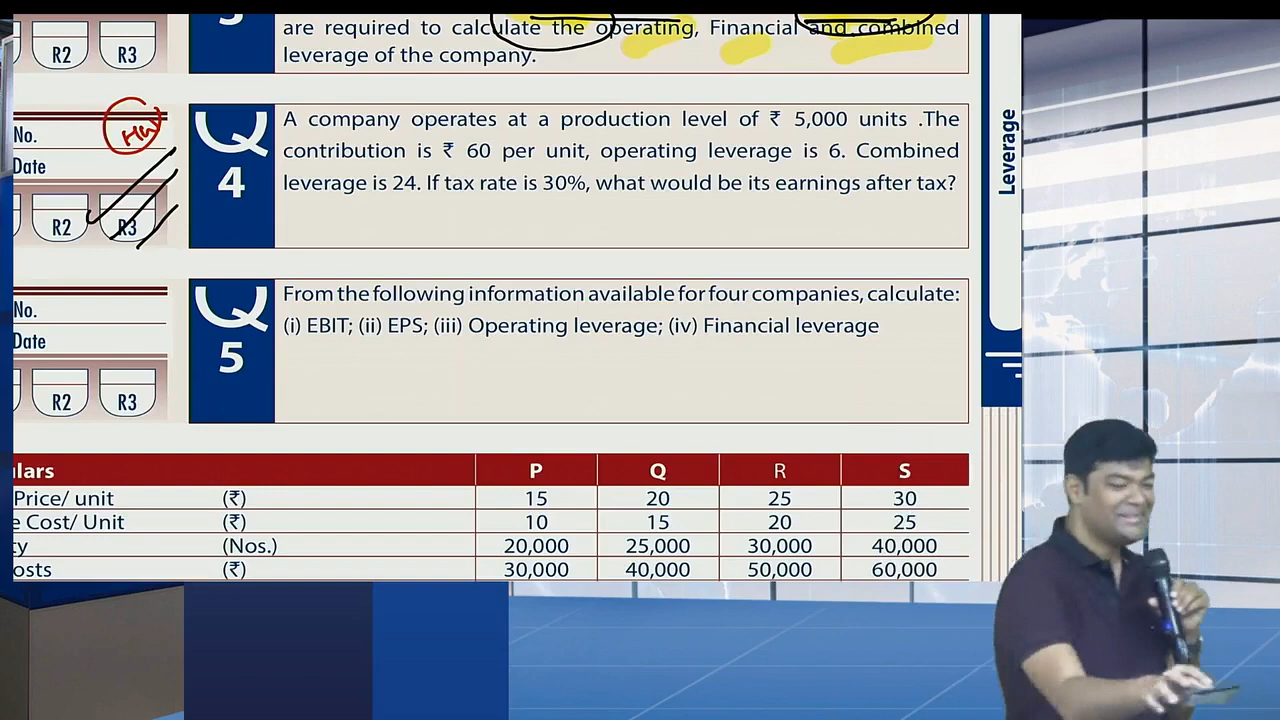 are required to calculate the operating, Financial and combined
leverage of the company.
R2 R3
HW
No.
Date
R2 R3
Q
4
A company operates at a production level of ₹ 5,000 units .The
contribution is ₹ 60 per unit, operating leverage is 6. Combined
leverage is 24. If tax rate is 30%, what would be its earnings after tax?
Leverage
No.
Date
R2 R3
Q
5
From the following information available for four companies, calculate:
(i) EBIT; (ii) EPS; (iii) Operating leverage; (iv) Financial leverage
lars P Q R S
Price/ unit (₹) 15 20 25 30
e Cost/ Unit (₹) 10 15 20 25
ty (Nos.) 20,000 25,000 30,000 40,000
osts (₹) 30,000 40,000 50,000 60,000